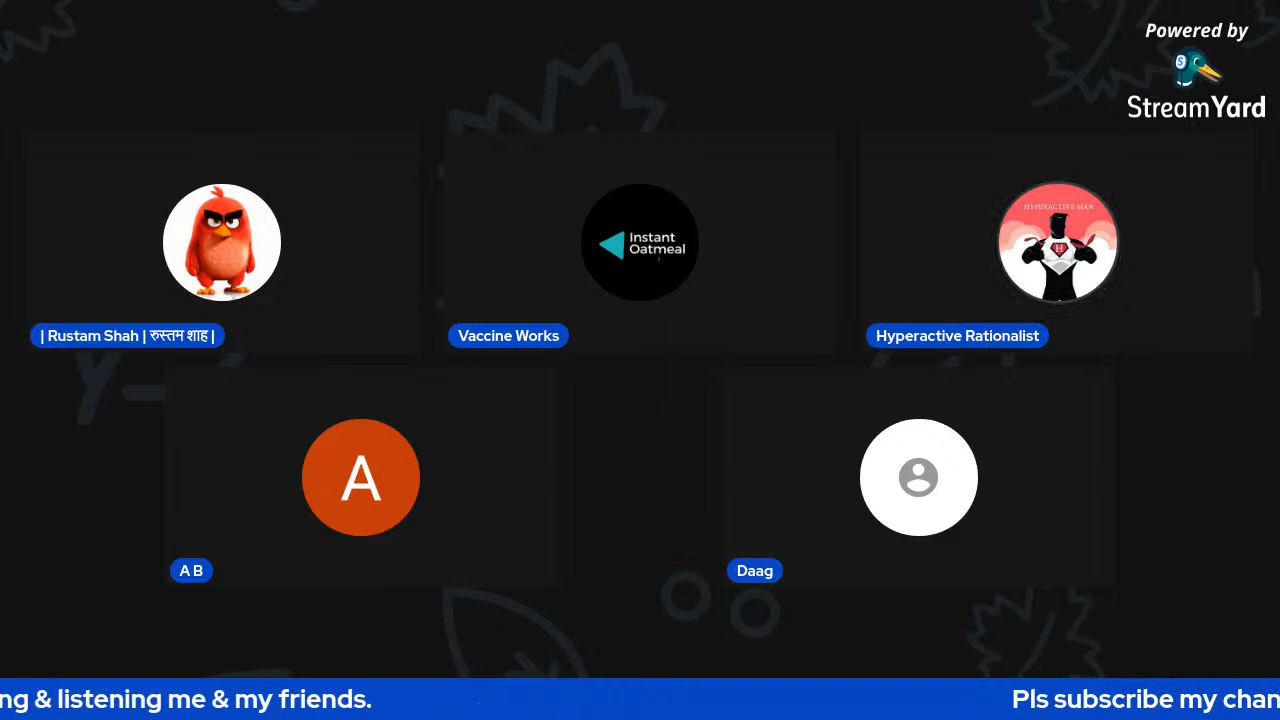 Powered by
StreamYard
Instant
Oatmeal
HYPERACTIVE MAN
H
| Rustam Shah | रुस्तम शाह |
Vaccine Works
Hyperactive Rationalist
A
A B
Daag
ng & listening me & my friends.
Pls subscribe my chan